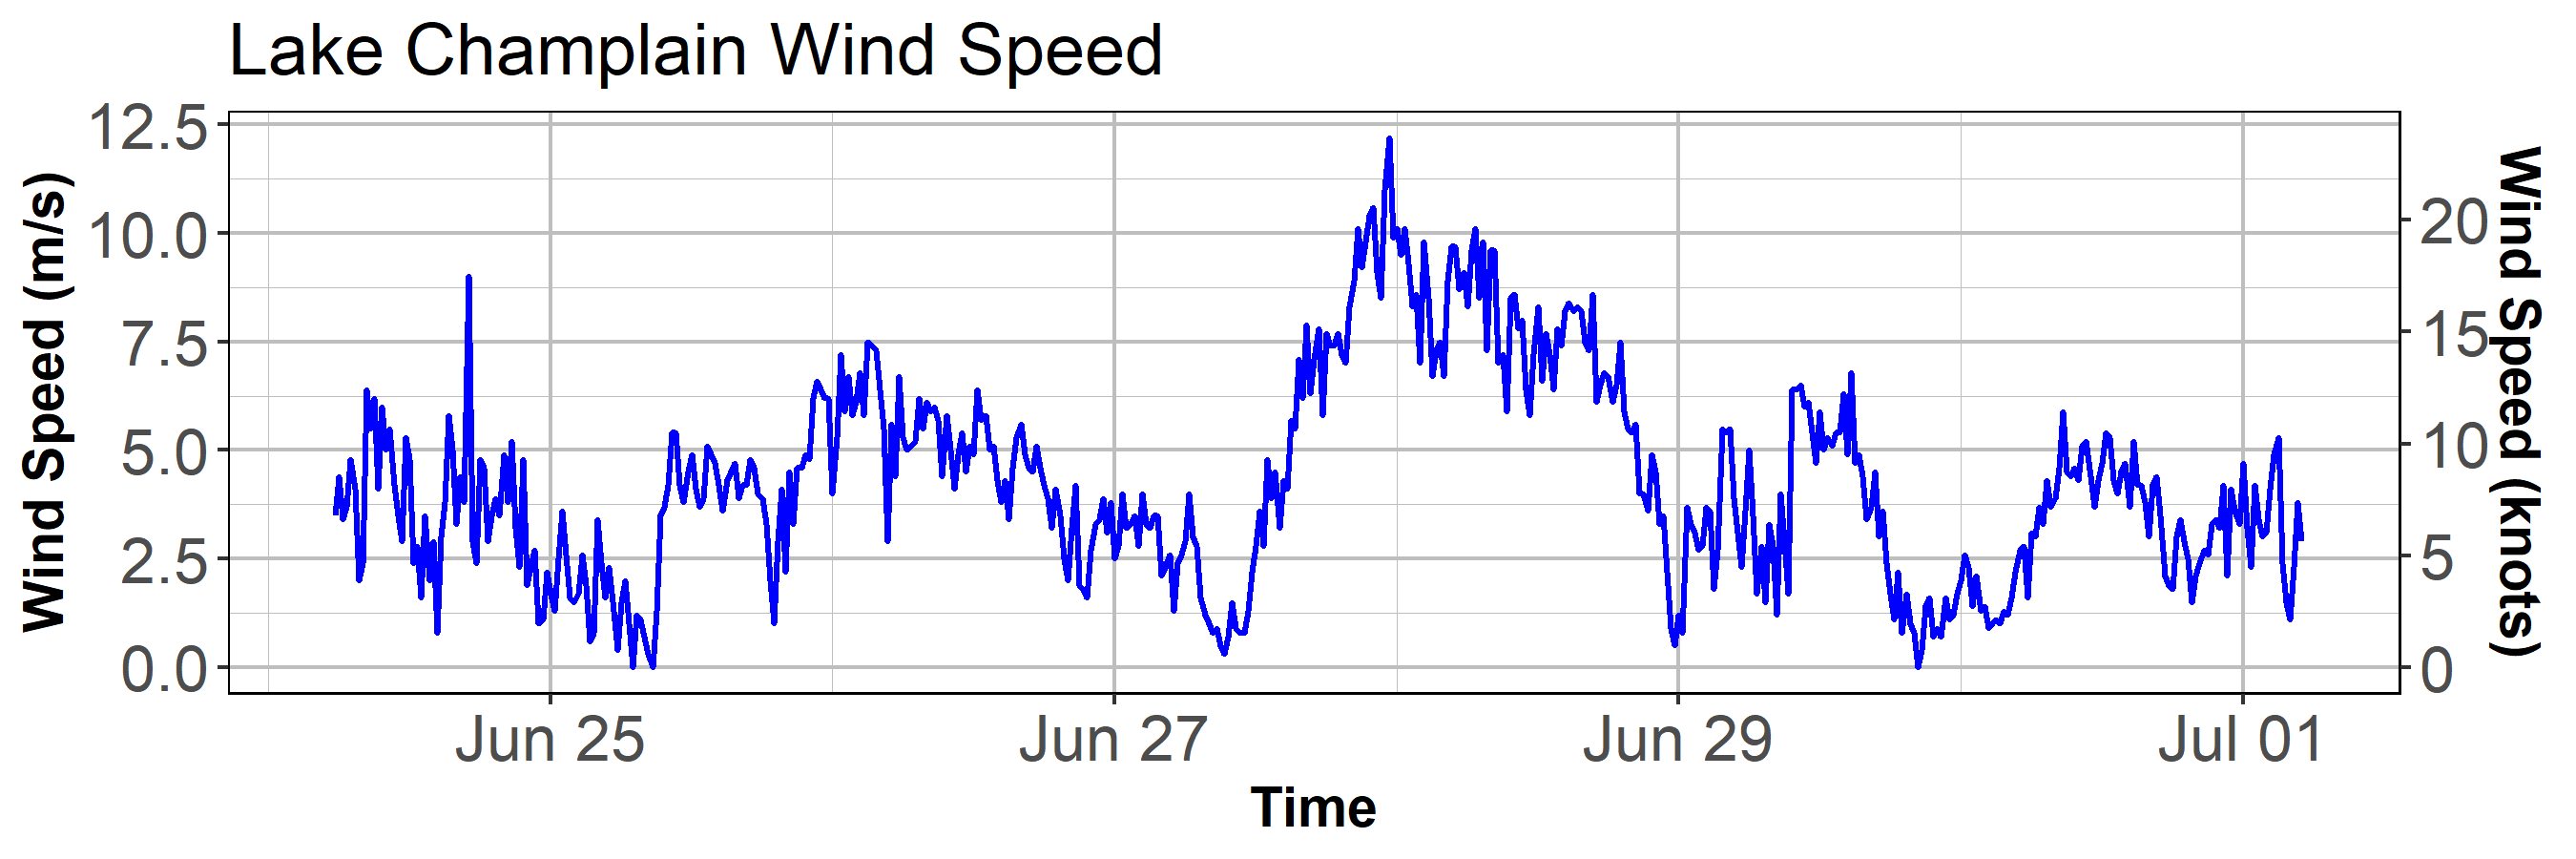 Lake Champlain Wind Speed
Wind Speed (m/s)
12.5
10.0
7.5
5.0
2.5
0.0
20
15
10
5
0
Wind Speed (knots)
Jun 25
Jun 27
Jun 29
Jul 01
Time